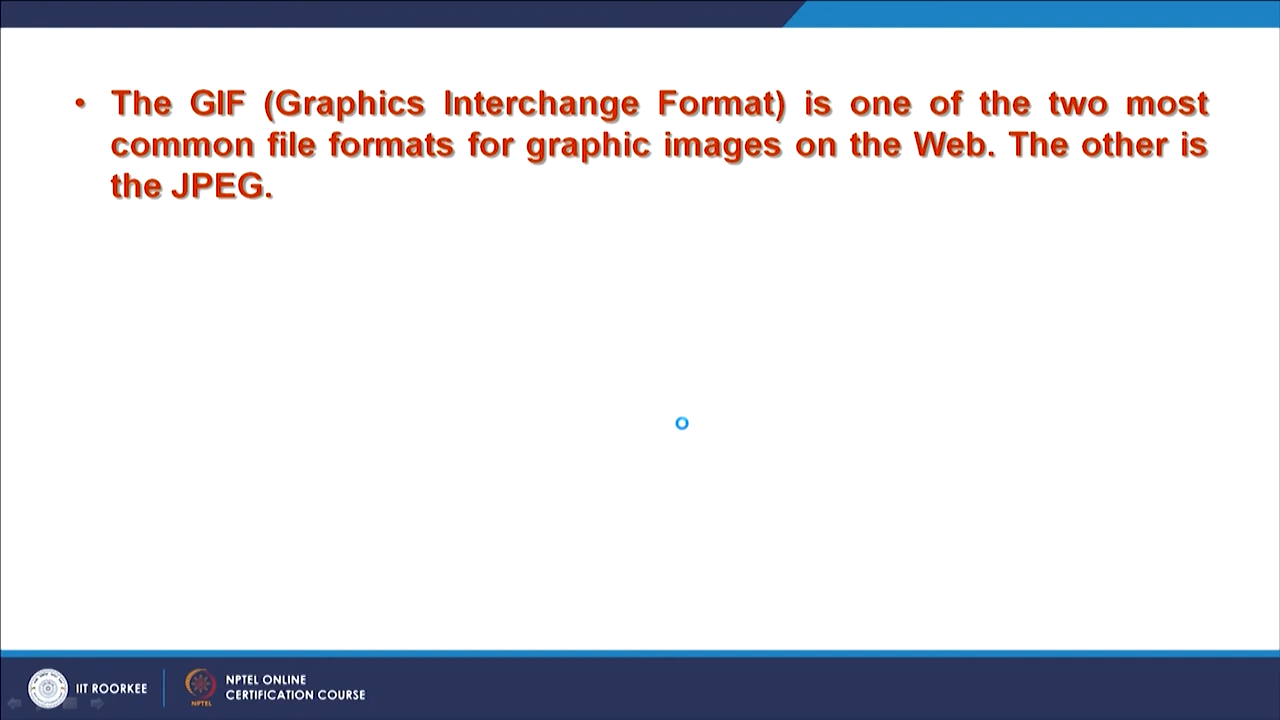 • The GIF (Graphics Interchange Format) is one of the two most
common file formats for graphic images on the Web. The other is
the JPEG.
IIT ROORKEE
NPTEL
NPTEL ONLINE
CERTIFICATION COURSE